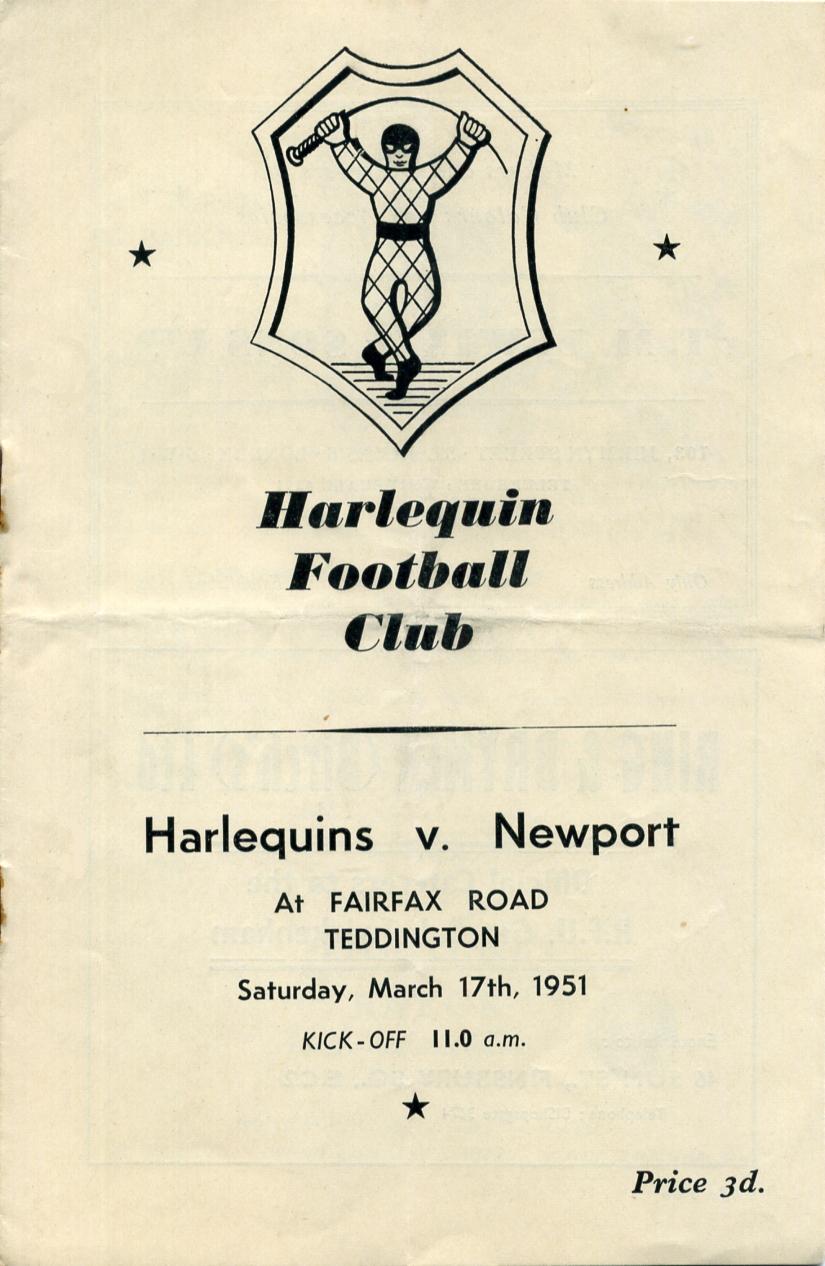 Harlequin
Football
Club
Harlequins v. Newport
At FAIRFAX ROAD
TEDDINGTON
Saturday, March 17th, 1951
KICK-OFF 11.0 a.m.
Price 3d.